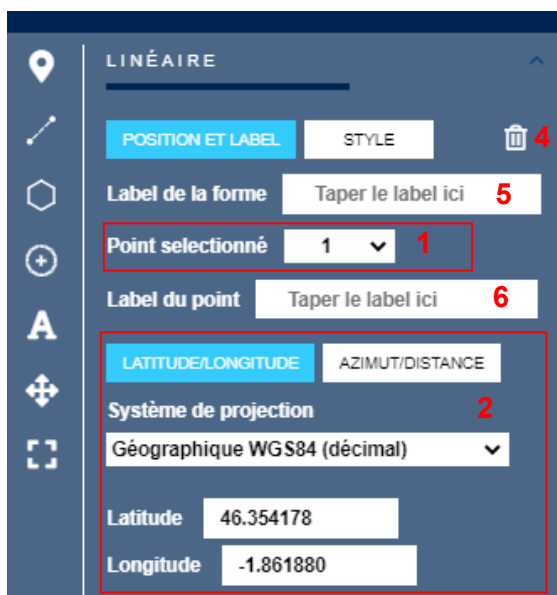 LINÉAIRE
POSITION ET LABEL STYLE 4
Label de la forme Taper le label ici 5
Point selectionné 1 1
Label du point Taper le label ici 6
A
LATITUDE/LONGITUDE AZIMUT/DISTANCE
Système de projection 2
Géographique WGS84 (décimal)
Latitude 46.354178
Longitude -1.861880